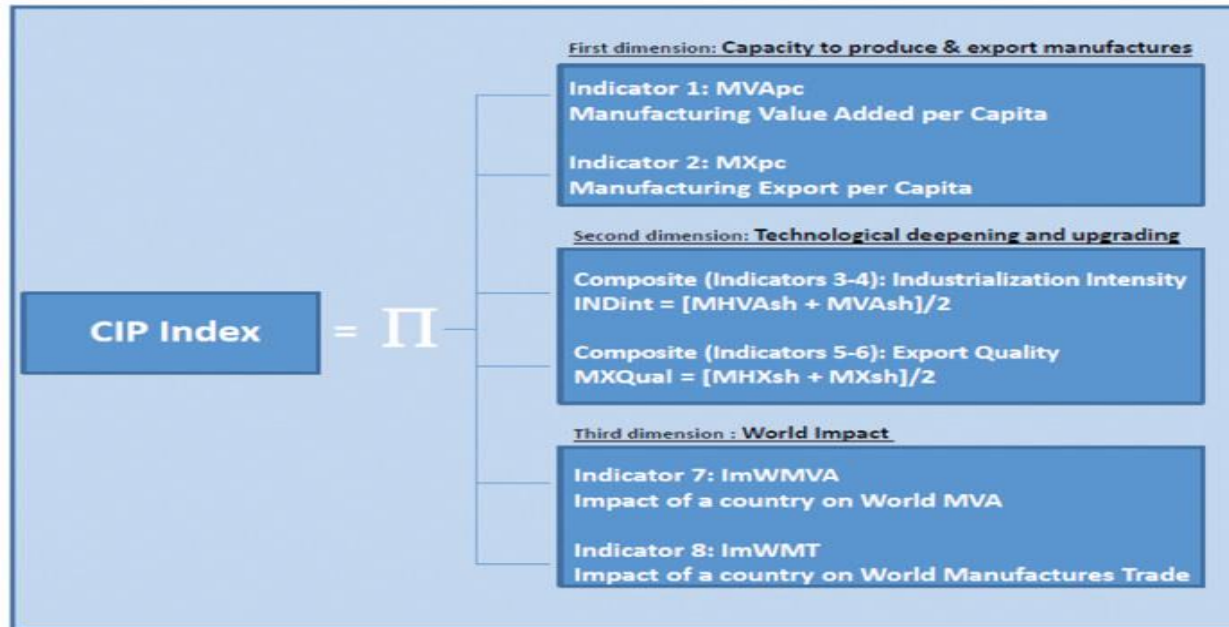 First dimension: Capacity to produce & export manufactures
Indicator 1: MVApc
Manufacturing Value Added per Capita
Indicator 2: MXpc
Manufacturing Export per Capita
Second dimension: Technological deepening and upgrading
Composite (Indicators 3-4): Industrialization Intensity
INDint = [MHVAsh + MVAsh]/2
CIP Index = Π
Composite (Indicators 5-6): Export Quality
MXQual = [MHXsh + MXsh]/2
Third dimension : World Impact
Indicator 7: ImWMVA
Impact of a country on World MVA
Indicator 8: ImWMT
Impact of a country on World Manufactures Trade